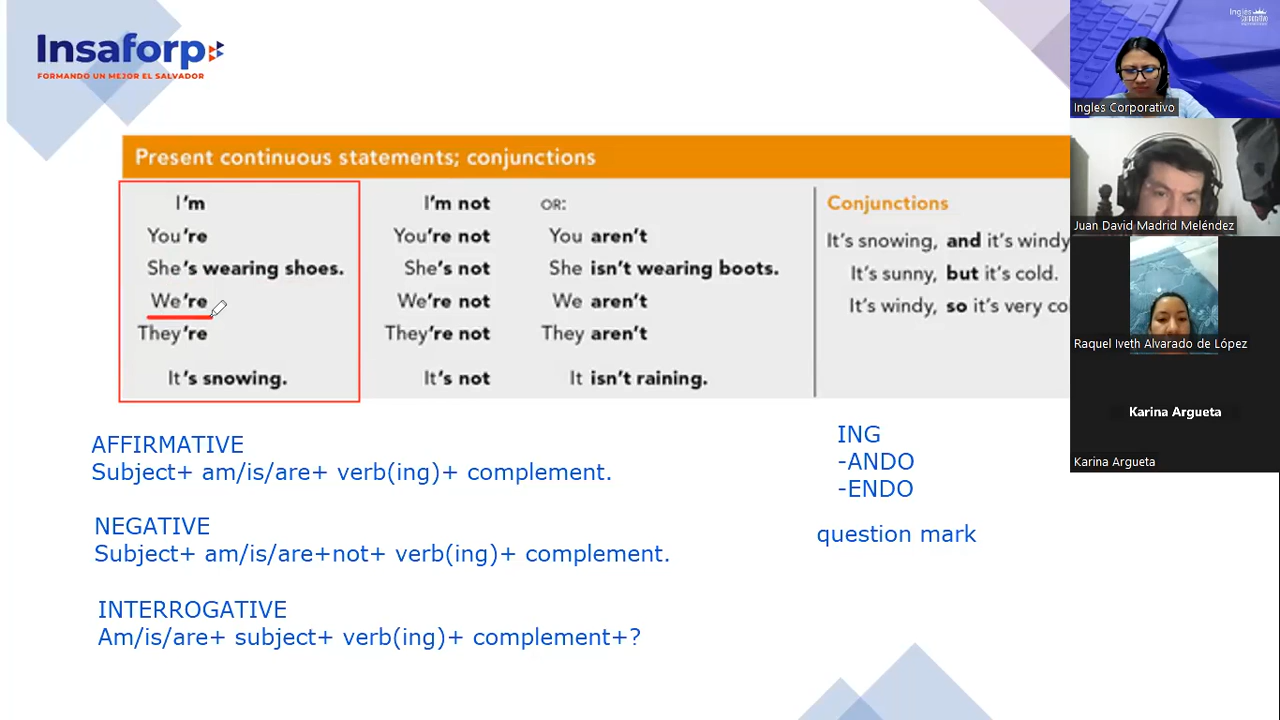 Insaforp
FORMANDO UN MEJOR EL SALVADOR
Present continuous statements; conjunctions
I'm
You're
She's wearing shoes.
We're
They're
It's snowing.
I'm not
You're not
She's not
We're not
They're not
It's not
OR:
You aren't
She isn't wearing boots.
We aren't
They aren't
It isn't raining.
Conjunctions
It's snowing, and it's windy
It's sunny, but it's cold.
It's windy, so it's very co
AFFIRMATIVE
Subject+ am/is/are+ verb(ing)+ complement.
NEGATIVE
Subject+ am/is/are+not+ verb(ing)+ complement.
INTERROGATIVE
Am/is/are+ subject+ verb(ing)+ complement+?
ING
-ANDO
-ENDO
question mark
Ingles Corporativo
Juan David Madrid Meléndez
Raquel Iveth Alvarado de López
Karina Argueta
Karina Argueta